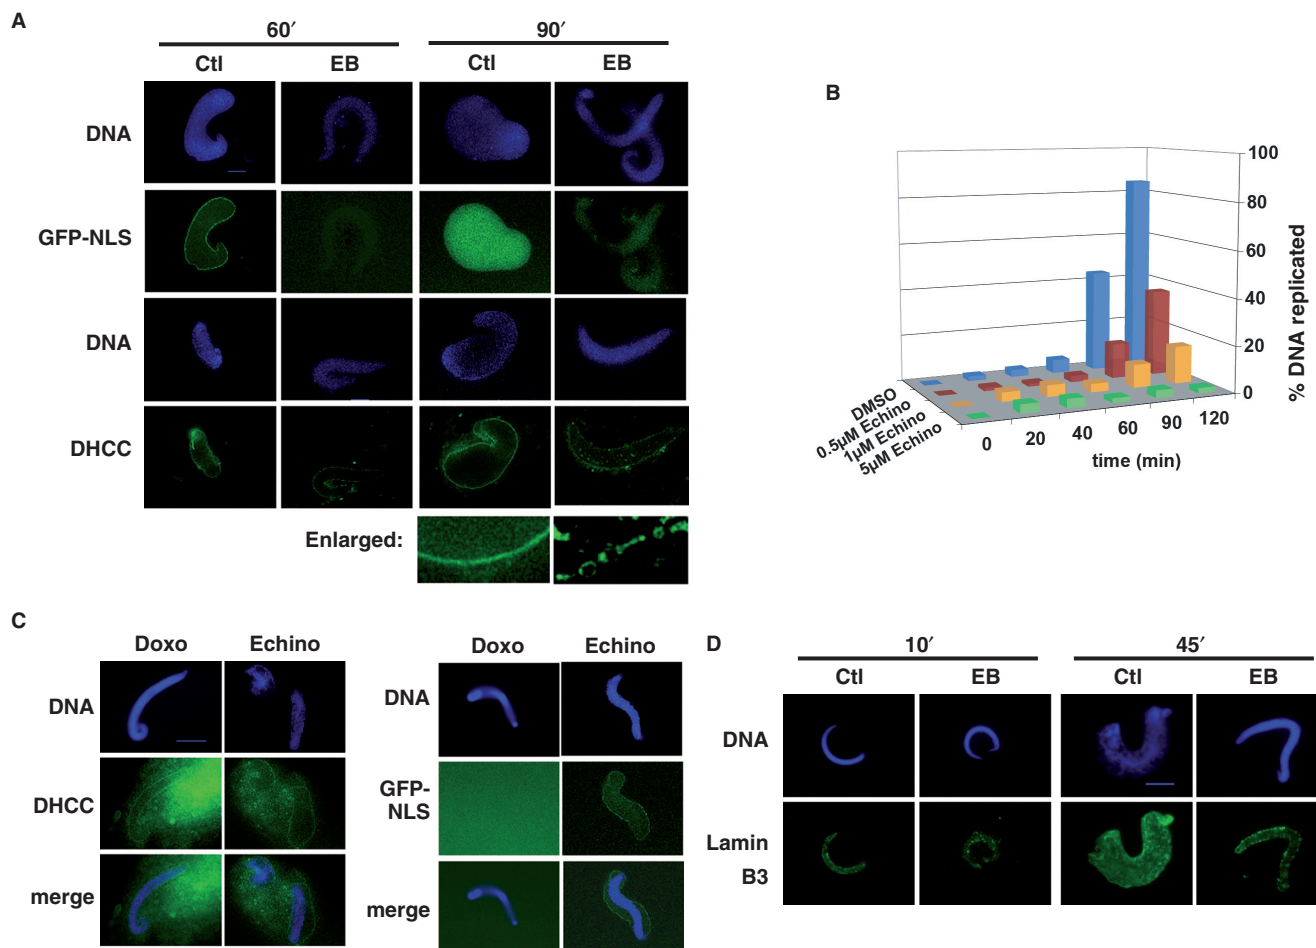 A
60′
90′
Ctl
EB
Ctl
EB
DNA
GFP-NLS
DNA
DHCC
Enlarged:
B
100
80
60
40
20
0
% DNA replicated
DMSO
0.5µM Echino
1µM Echino
5µM Echino
0
20
40
60
90
120
time (min)
C
Doxo
Echino
DNA
DHCC
merge
Doxo
Echino
DNA
GFP-
NLS
merge
D
10′
45′
Ctl
EB
Ctl
EB
DNA
Lamin
B3